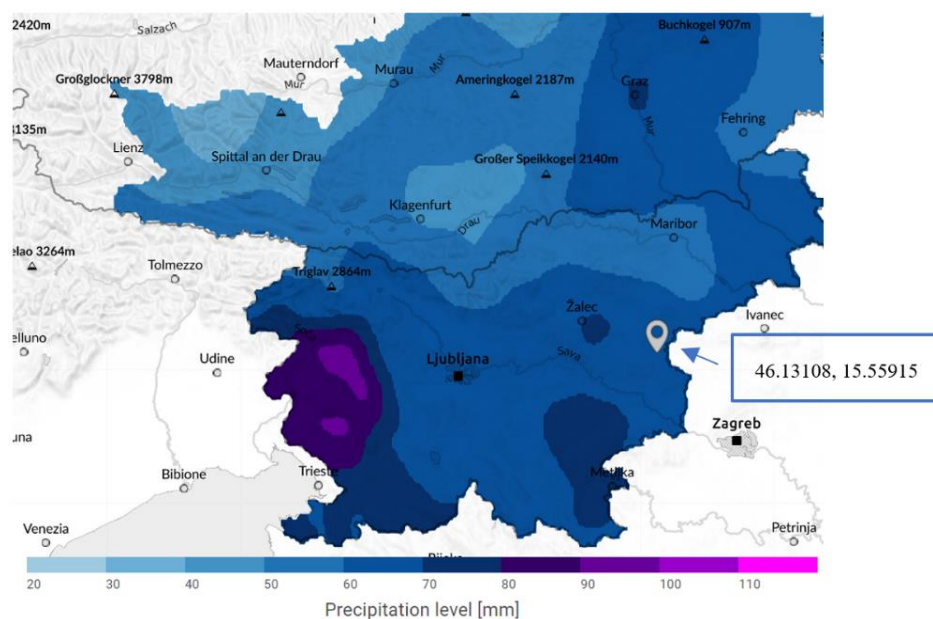 2420m
Salzach
Buchkogel 907m
Mauterndorf
Mur
Murau
Mur
Großglockner 3798m
Ameringkogel 2187m
Graz
Mur
Fehring
3135m
Lienz
Spittal an der Drau
Großer Speikkogel 2140m
Klagenfurt
Drau
Maribor
elao 3264m
Tolmezzo
Triglav 2864m
Žalec
Ivanec
elluno
Udine
Ljubljana
Sava
46.13108, 15.55915
una
Zagreb
Bibione
Trieste
Metlika
Venezia
Petrinja
20 30 40 50 60 70 80 90 100 110
Precipitation level [mm]